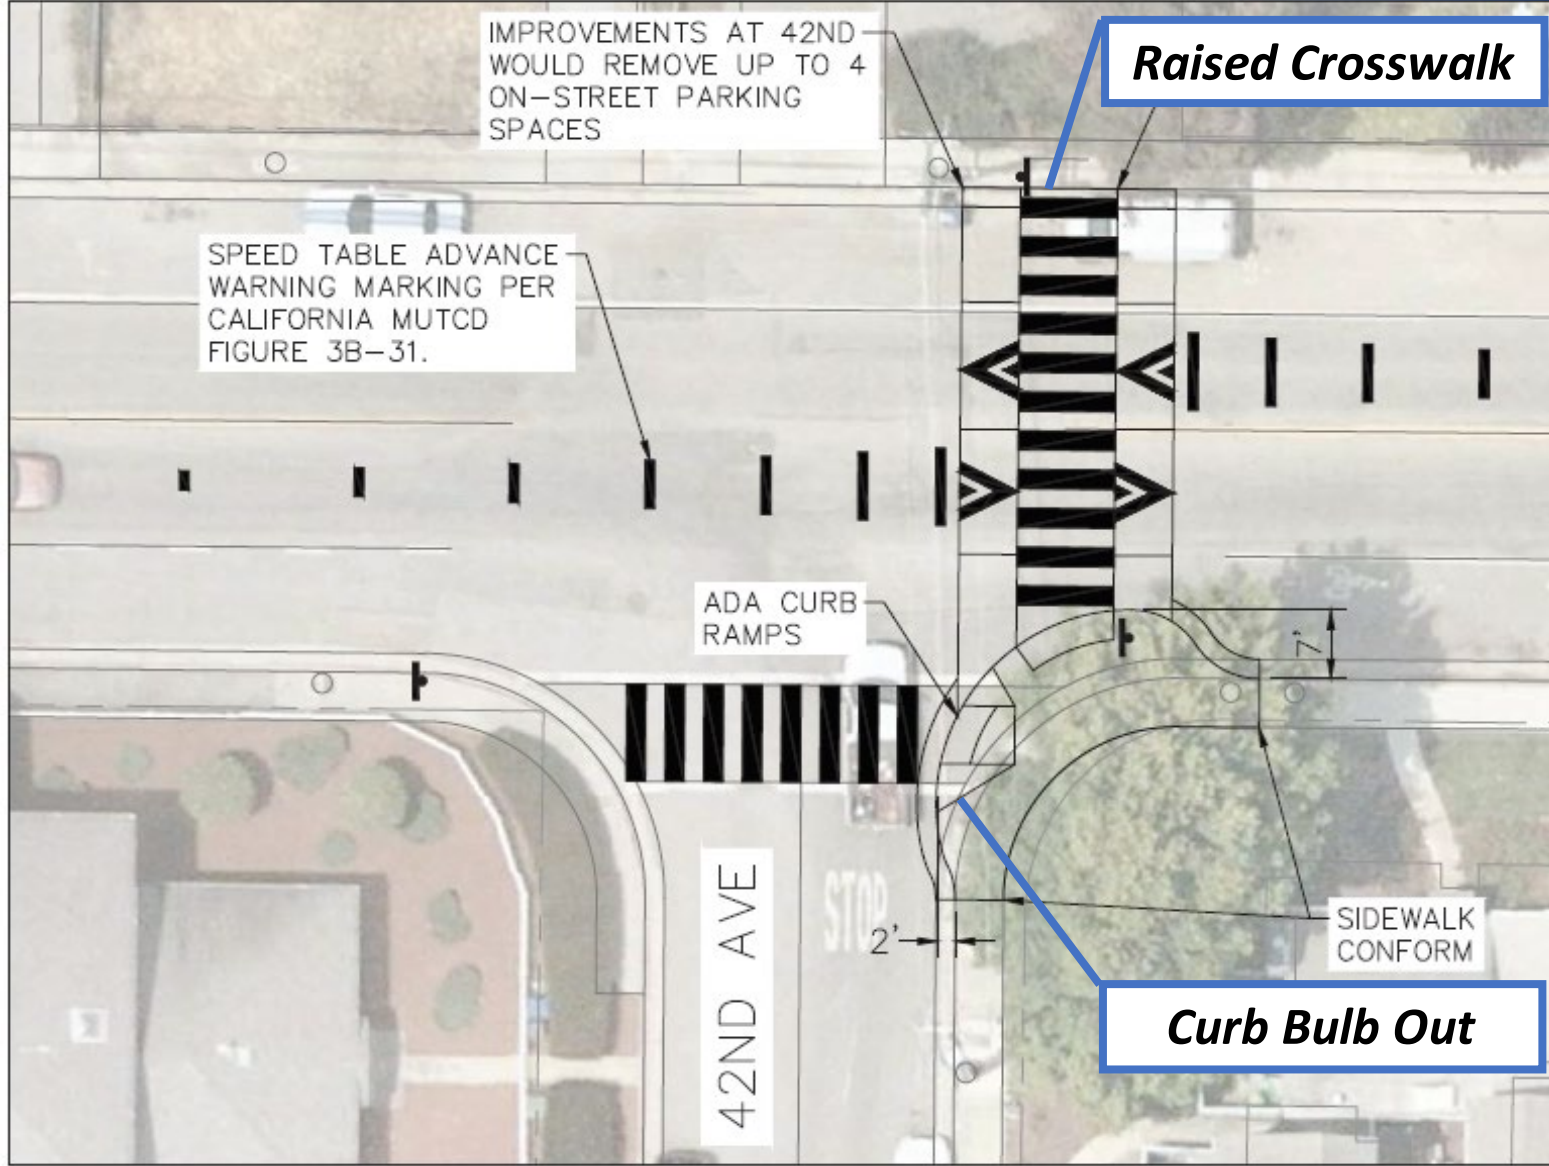 IMPROVEMENTS AT 42ND
WOULD REMOVE UP TO 4
ON-STREET PARKING
SPACES
Raised Crosswalk
SPEED TABLE ADVANCE
WARNING MARKING PER
CALIFORNIA MUTCD
FIGURE 3B-31.
ADA CURB
RAMPS
7'
STOP
2'
42ND AVE
SIDEWALK
CONFORM
Curb Bulb Out